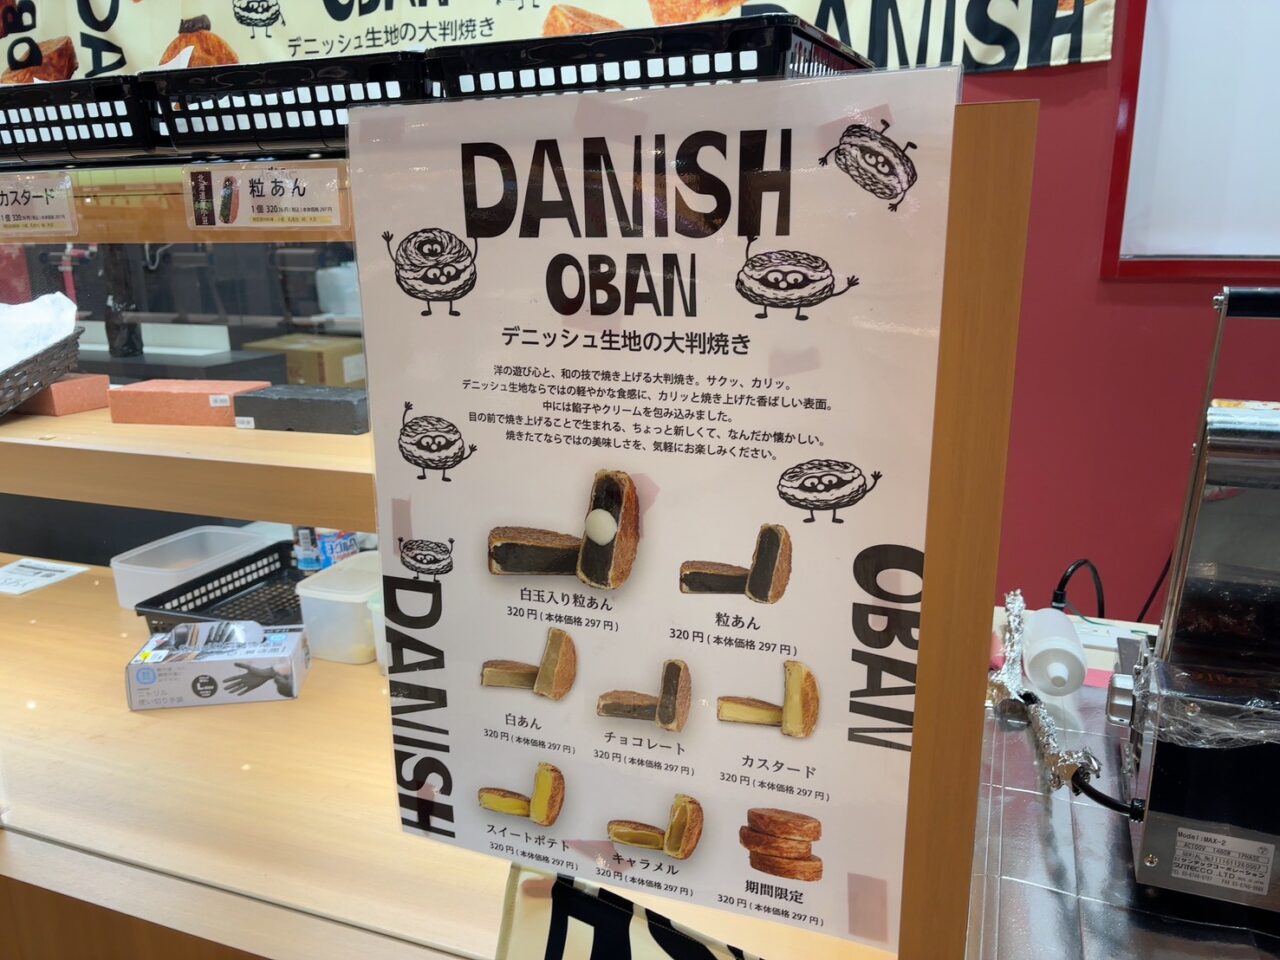 OBAN
デニッシュ生地の大判焼き
DANISH
カスタード
粒あん
DANISH
OBAN
デニッシュ生地の大判焼き
洋の遊び心と、和の技で焼き上げる大判焼き。サクッ、カリッ。
デニッシュ生地ならではの軽やかな食感に、カリッと焼き上げた香ばしい表面。
中には餡子やクリームを包み込みました。
目の前で焼き上げることで生まれる、ちょっと新しくて、なんだか懐かしい。
焼きたてならではの美味しさを、気軽にお楽しみください。
白玉入り粒あん
320円(本体価格297円)
粒あん
320円(本体価格297円)
白あん
320円(本体価格297円)
チョコレート
320円(本体価格297円)
カスタード
320円(本体価格297円)
スイートポテト
320円(本体価格297円)
キャラメル
320円(本体価格297円)
期間限定
320円(本体価格297円)
DANISH
OBAN
ニトリル
Model:MAX-2
AC100V 1400W 1PHASE